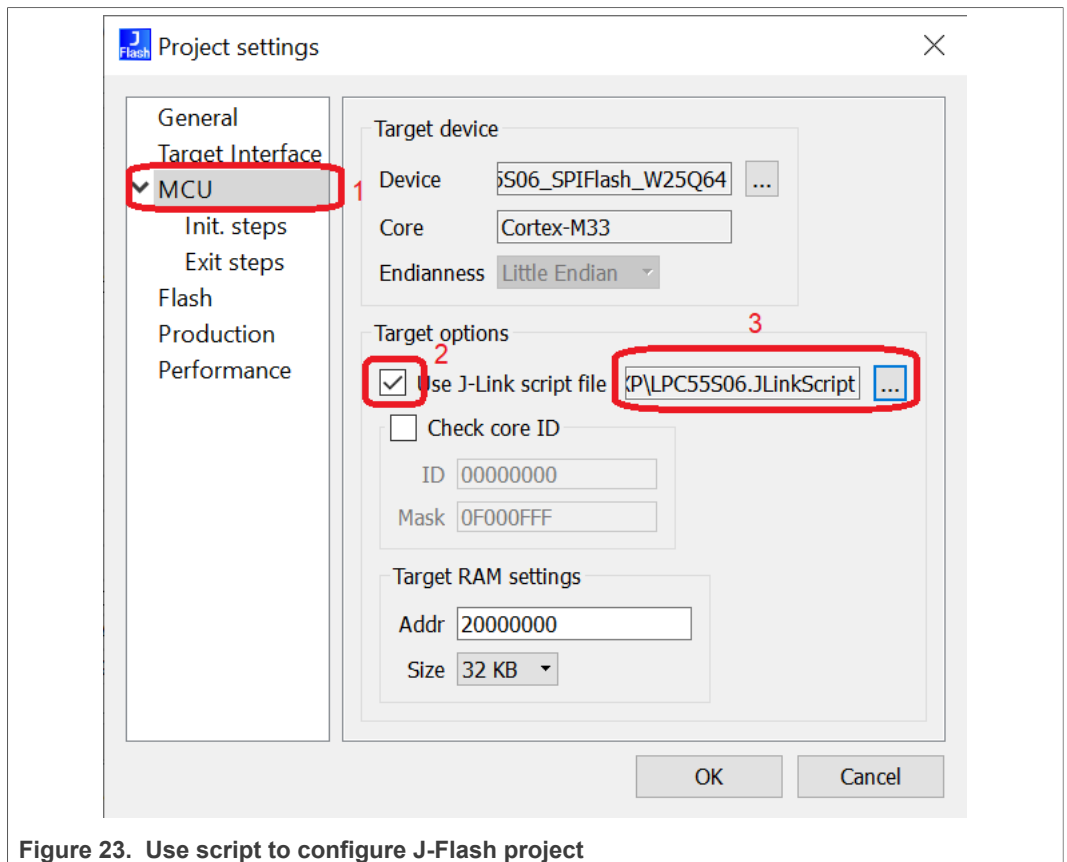 J
Flash
Project settings
General
Target Interface
MCU
Init. steps
Exit steps
Flash
Production
Performance
1
Target device
Device 5S06_SPIFlash_W25Q64 ...
Core Cortex-M33
Endianness Little Endian
Target options
3
2
Use J-Link script file XP\LPC55S06.JLinkScript ...
Check core ID
ID 00000000
Mask 0F000FFF
Target RAM settings
Addr 20000000
Size 32 KB
OK Cancel
Figure 23. Use script to configure J-Flash project